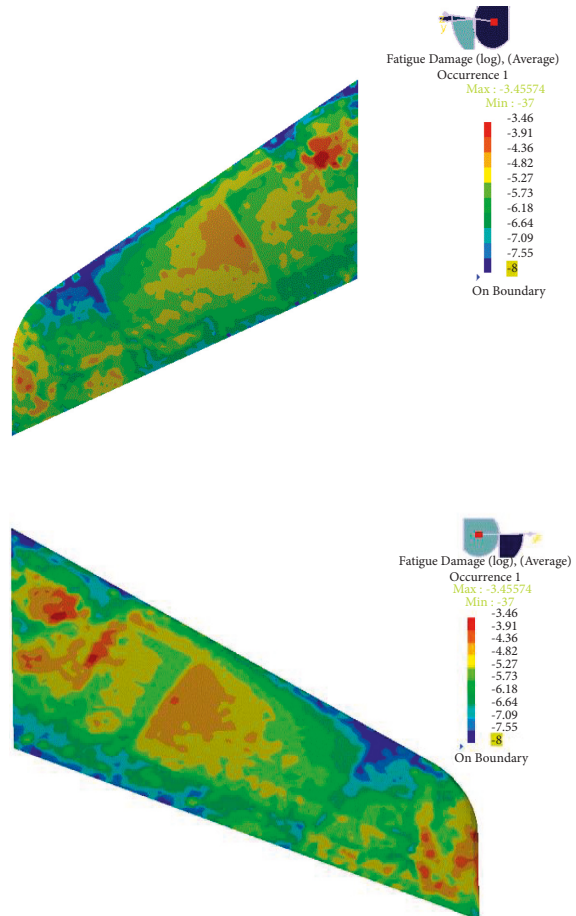 Fatigue Damage (log), (Average)
Occurrence 1
Max : -3.45574
Min : -37
-3.46
-3.91
-4.36
-4.82
-5.27
-5.73
-6.18
-6.64
-7.09
-7.55
-8
On Boundary
Fatigue Damage (log), (Average)
Occurrence 1
Max : -3.45574
Min : -37
-3.46
-3.91
-4.36
-4.82
-5.27
-5.73
-6.18
-6.64
-7.09
-7.55
-8
On Boundary